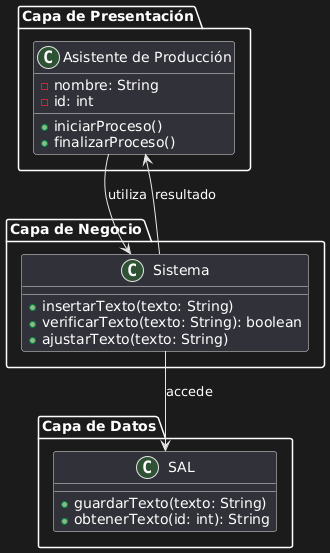 Capa de Presentación
C Asistente de Producción
nombre: String
id: int
iniciarProceso()
finalizarProceso()
utiliza resultado
Capa de Negocio
C Sistema
insertarTexto(texto: String)
verificarTexto(texto: String): boolean
ajustarTexto(texto: String)
accede
Capa de Datos
C SAL
guardarTexto(texto: String)
obtenerTexto(id: int): String